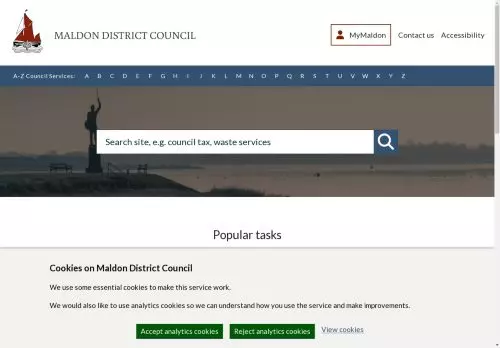 MALDON DISTRICT COUNCIL
MyMaldon
Contact us
Accessibility
A-Z Council Services: A B C D E F G H I J K L M N O P Q R S T U V W X Y Z
Search site, e.g. council tax, waste services
Popular tasks
Cookies on Maldon District Council
We use some essential cookies to make this service work.
We would also like to use analytics cookies so we can understand how you use the service and make improvements.
Accept analytics cookies
Reject analytics cookies
View cookies